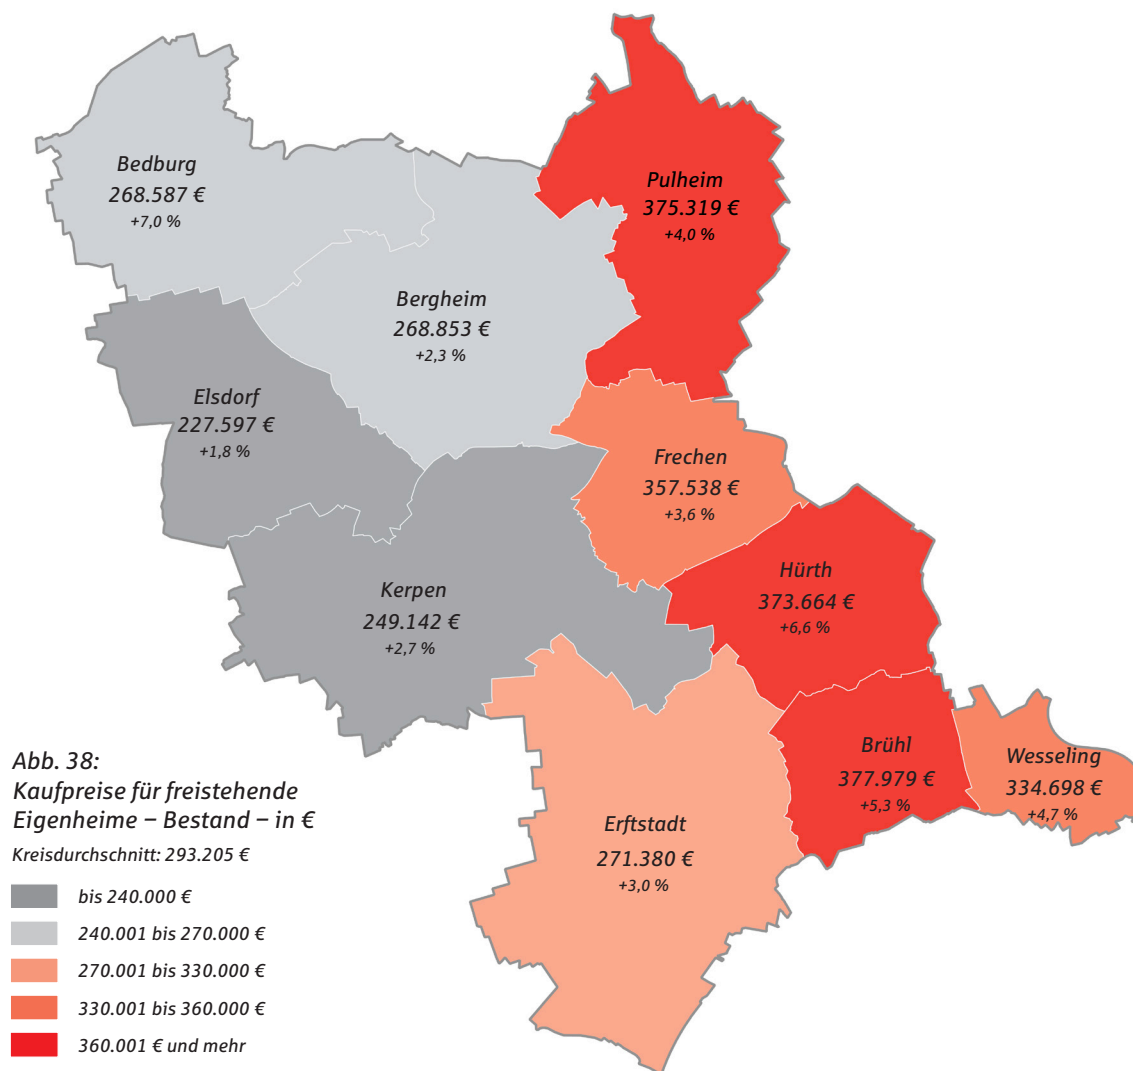 Bedburg
268.587 €
+7,0 %
Pulheim
375.319 €
+4,0 %
Bergheim
268.853 €
+2,3 %
Elsdorf
227.597 €
+1,8 %
Frechen
357.538 €
+3,6 %
Kerpen
249.142 €
+2,7 %
Hürth
373.664 €
+6,6 %
Brühl
377.979 €
+5,3 %
Wesseling
334.698 €
+4,7 %
Erftstadt
271.380 €
+3,0 %
Abb. 38:
Kaufpreise für freistehende
Eigenheime – Bestand – in €
Kreisdurchschnitt: 293.205 €
bis 240.000 €
240.001 bis 270.000 €
270.001 bis 330.000 €
330.001 bis 360.000 €
360.001 € und mehr